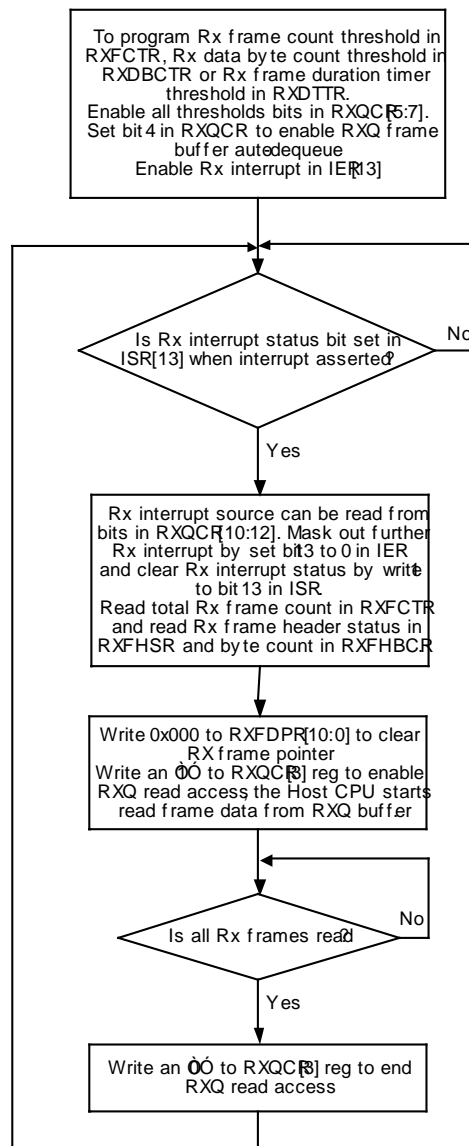 To program Rx frame count threshold in
RXFCTR, Rx data byte count threshold in
RXDBCTR or Rx frame duration timer
threshold in RXDTTR.
Enable all thresholds bits in RXQCR[5:7].
Set bit 4 in RXQCR to enable RXQ frame
buffer auto-dequeue
Enable Rx interrupt in IER[13]
Is Rx interrupt status bit set in
ISR[13] when interrupt asserted?
No
Yes
Rx interrupt source can be read from
bits in RXQCR[10:12]. Mask out further
Rx interrupt by set bit 13 to 0 in IER
and clear Rx interrupt status by write 1
to bit 13 in ISR.
Read total Rx frame count in RXFCTR
and read Rx frame header status in
RXFHSR and byte count in RXFHBCR.
Write 0x000 to RXFDPR[10:0] to clear
RX frame pointer
Write an to RXQCR[3] reg to enable
RXQ read access, the Host CPU starts
read frame data from RXQ buffer.
Is all Rx frames read?
No
Yes
Write an to RXQCR[3] reg to end
RXQ read access